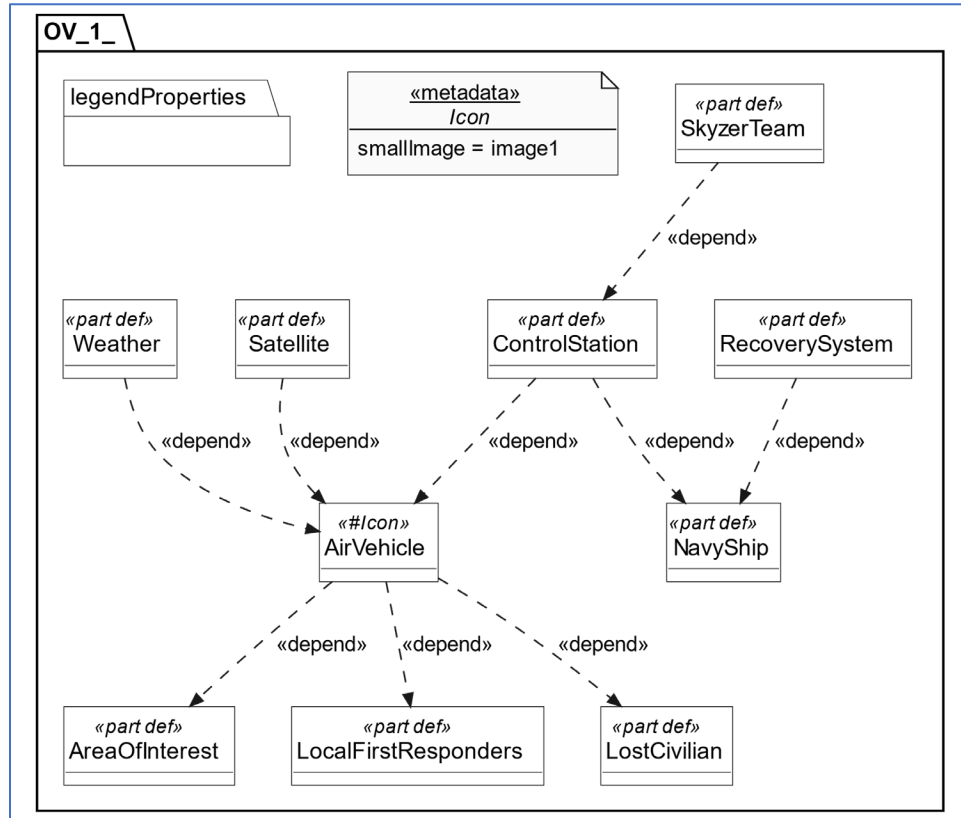 OV_1_
legendProperties
«metadata»
Icon
smallImage = image1
«part def»
SkyzerTeam
«depend»
«part def»
Weather
«part def»
Satellite
«part def»
ControlStation
«part def»
RecoverySystem
«depend»
«depend»
«depend»
«depend»
«depend»
«#Icon»
AirVehicle
«part def»
NavyShip
«depend»
«depend»
«depend»
«part def»
AreaOfInterest
«part def»
LocalFirstResponders
«part def»
LostCivilian